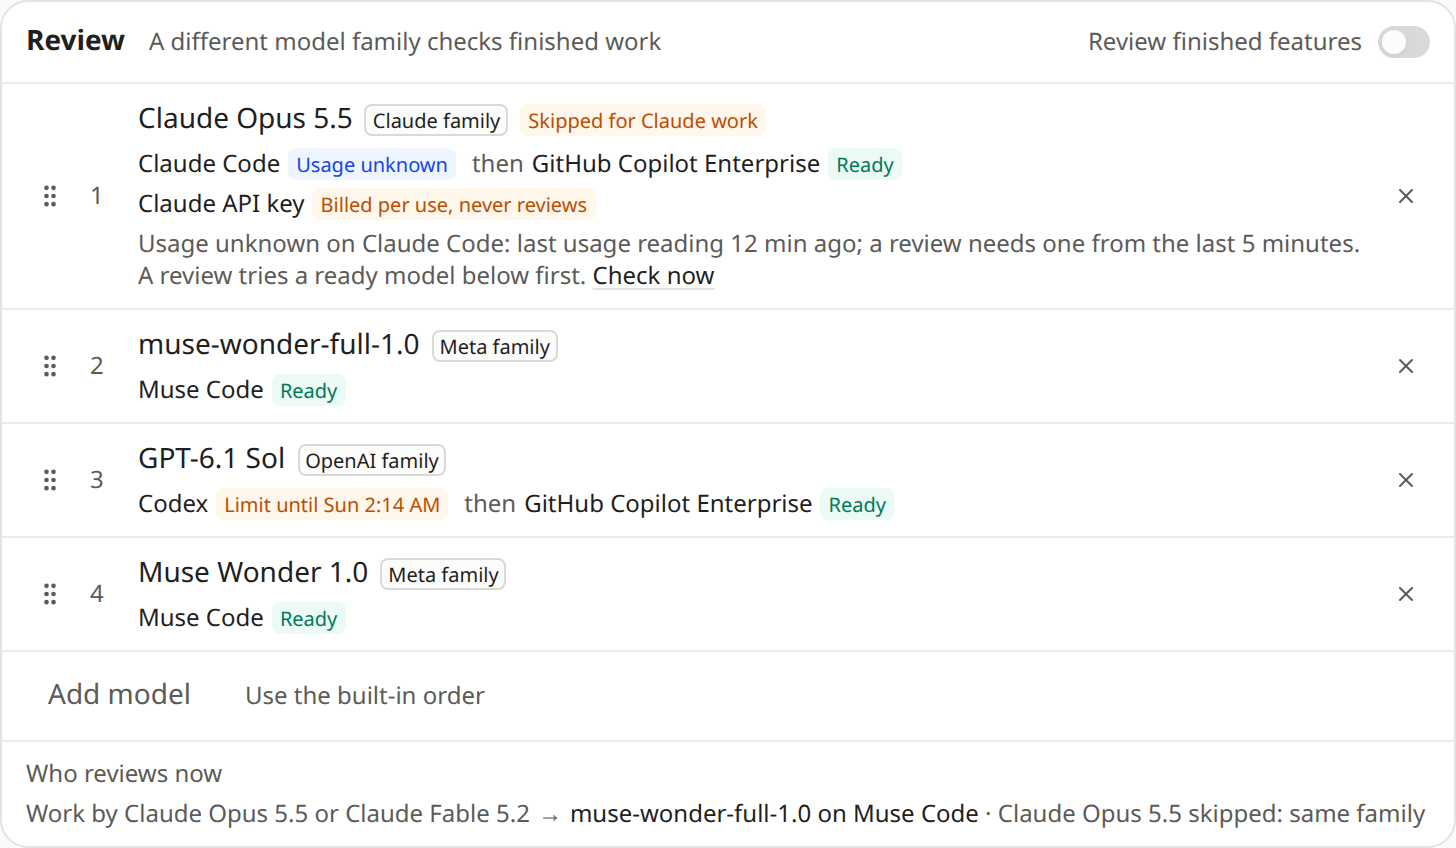 Review A different model family checks finished work Review finished features
Claude Opus 5.5 Claude family Skipped for Claude work
Claude Code Usage unknown then GitHub Copilot Enterprise Ready
1
Claude API key Billed per use, never reviews
Usage unknown on Claude Code: last usage reading 12 min ago; a review needs one from the last 5 minutes.
A review tries a ready model below first. Check now
muse-wonder-full-1.0 Meta family
2
Muse Code Ready
GPT-6.1 Sol OpenAI family
3
Codex Limit until Sun 2:14 AM then GitHub Copilot Enterprise Ready
Muse Wonder 1.0 Meta family
4
Muse Code Ready
Add model Use the built-in order
Who reviews now
Work by Claude Opus 5.5 or Claude Fable 5.2 → muse-wonder-full-1.0 on Muse Code · Claude Opus 5.5 skipped: same family